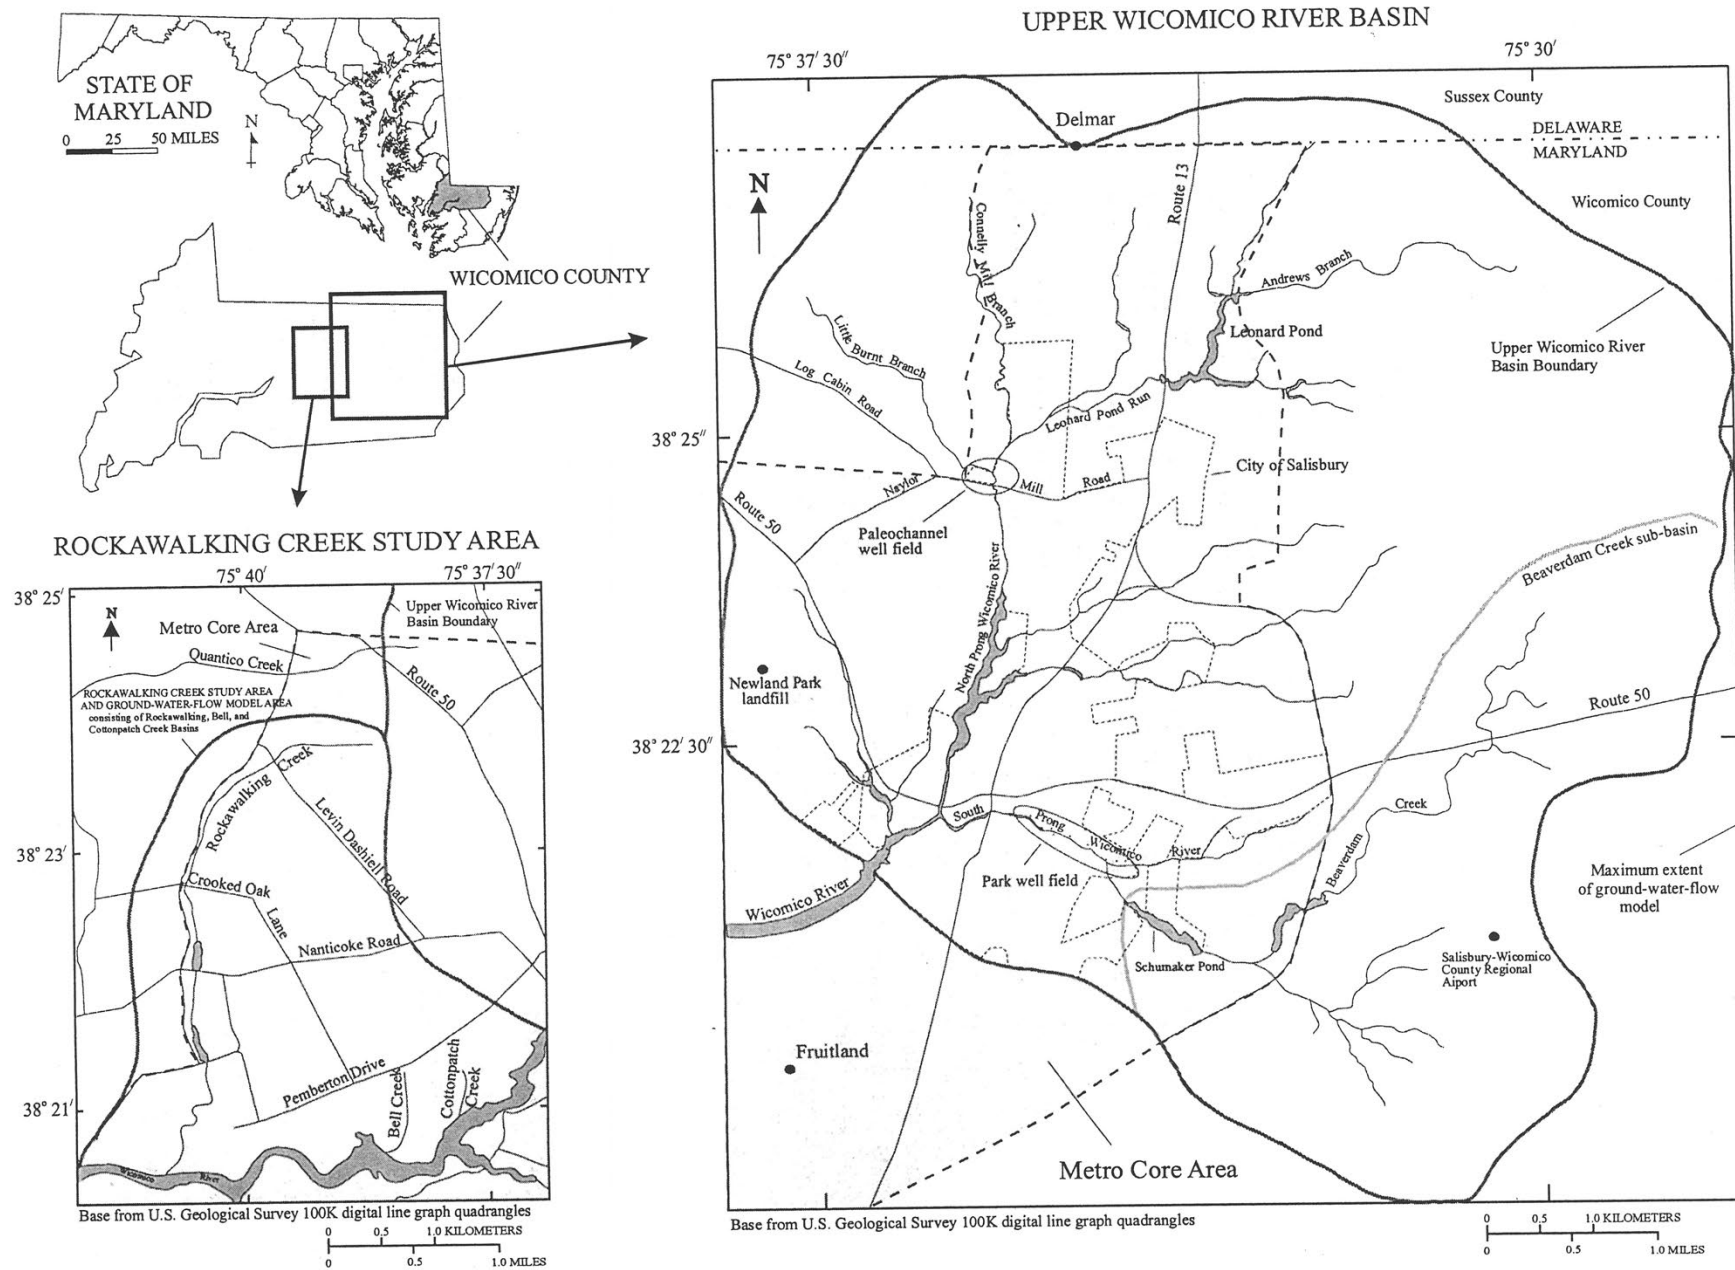 STATE OF
MARYLAND
0 25 50 MILES
N
WICOMICO COUNTY
ROCKAWALKING CREEK STUDY AREA
75° 40′
75° 37′ 30″
38° 25′
N
Metro Core Area
Upper Wicomico River
Basin Boundary
Quantico Creek
Route 50
ROCKAWALKING CREEK STUDY AREA
AND GROUND-WATER-FLOW MODEL AREA
consisting of Rockawalking, Bell, and
Cottonpatch Creek Basins
Rockawalking Creek
Levin Dashiell Road
38° 23′
Crooked Oak
Lane
Nanticoke Road
Pemberton Drive
Bell Creek
Cottonpatch
Creek
38° 21′
Wicomico River
Base from U.S. Geological Survey 100K digital line graph quadrangles
0 0.5 1.0 KILOMETERS
0 0.5 1.0 MILES
UPPER WICOMICO RIVER BASIN
75° 37′ 30″
75° 30′
Sussex County
Delmar
DELAWARE
MARYLAND
N
Route 13
Wicomico County
Connelly Mill Branch
Andrews Branch
Little Burnt Branch
Leonard Pond
Log Cabin Road
Upper Wicomico River
Basin Boundary
Leonard Pond Run
38° 25″
City of Salisbury
Naylor Mill Road
Route 50
Paleochannel
well field
Beaverdam Creek sub-basin
North Prong Wicomico River
Newland Park
landfill
Route 50
38° 22′ 30″
South Prong Wicomico River
Beaverdam Creek
Park well field
Wicomico River
Maximum extent
of ground-water-flow
model
Schumaker Pond
Salisbury-Wicomico
County Regional
Aiport
Fruitland
Metro Core Area
Base from U.S. Geological Survey 100K digital line graph quadrangles
0 0.5 1.0 KILOMETERS
0 0.5 1.0 MILES